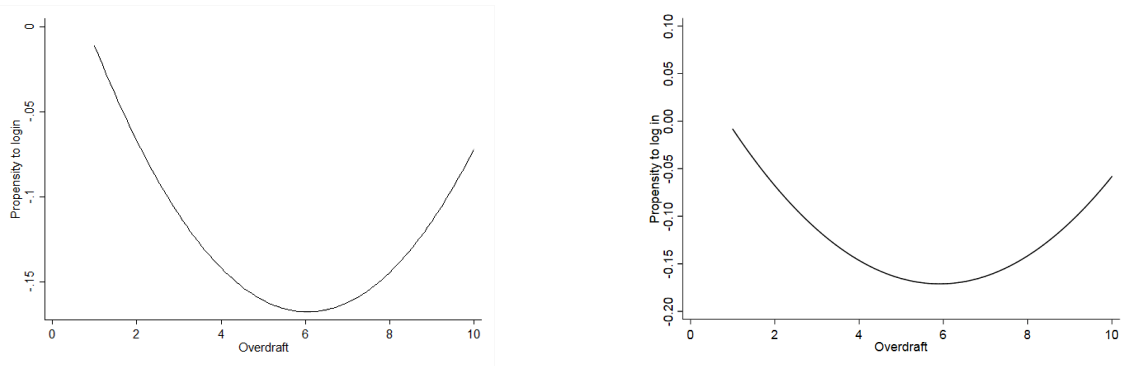 0
-.05
-.1
-.15
Propensity to login
0 2 4 6 8 10
Overdraft
0.10
0.05
0.00
-0.05
-0.10
-0.15
-0.20
Propensity to log in
0 2 4 6 8 10
Overdraft